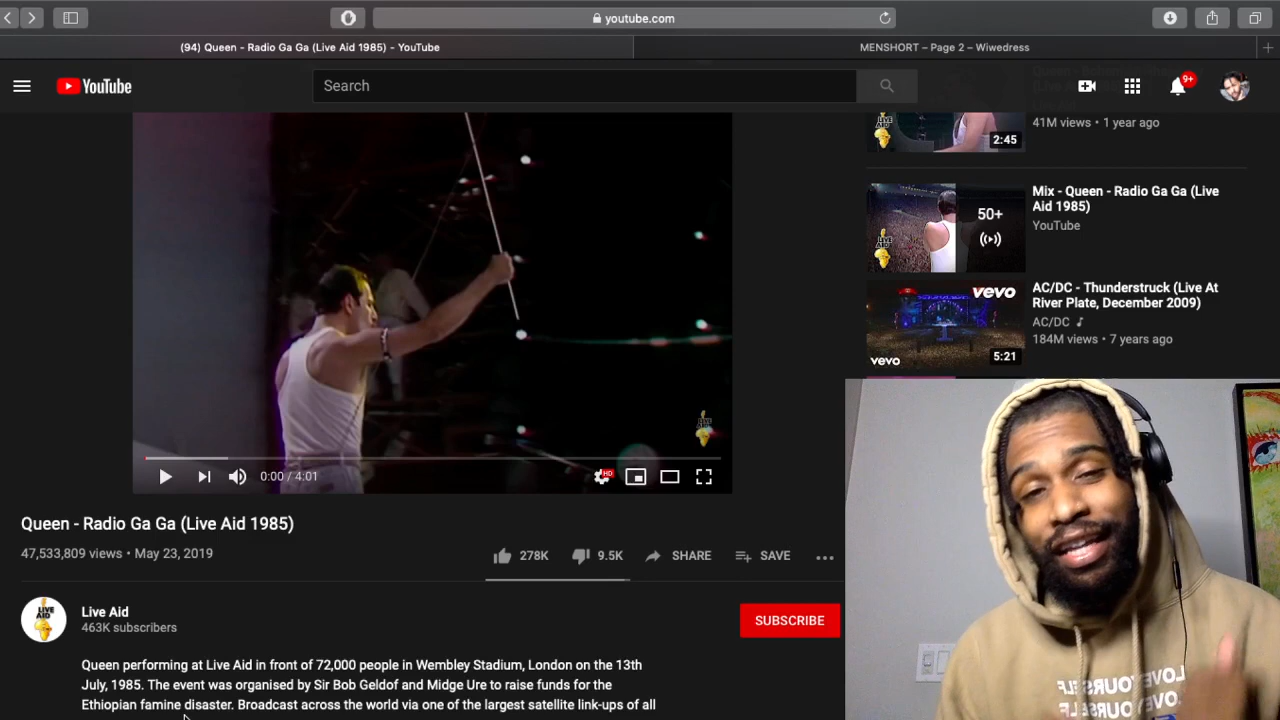 youtube.com
(94) Queen - Radio Ga Ga (Live Aid 1985) - YouTube
MENSHORT – Page 2 – Wiwedress
YouTube
Search
9+
41M views • 1 year ago
2:45
Mix - Queen - Radio Ga Ga (Live
Aid 1985)
YouTube
50+
AC/DC - Thunderstruck (Live At
River Plate, December 2009)
AC/DC
184M views • 7 years ago
vevo
vevo
5:21
0:00 / 4:01
HD
Queen - Radio Ga Ga (Live Aid 1985)
47,533,809 views • May 23, 2019
278K
9.5K
SHARE
SAVE
LIVE
AID
Live Aid
463K subscribers
SUBSCRIBE
Queen performing at Live Aid in front of 72,000 people in Wembley Stadium, London on the 13th
July, 1985. The event was organised by Sir Bob Geldof and Midge Ure to raise funds for the
Ethiopian famine disaster. Broadcast across the world via one of the largest satellite link-ups of all
LOVE YOURSELF
LOVE YOURSELF